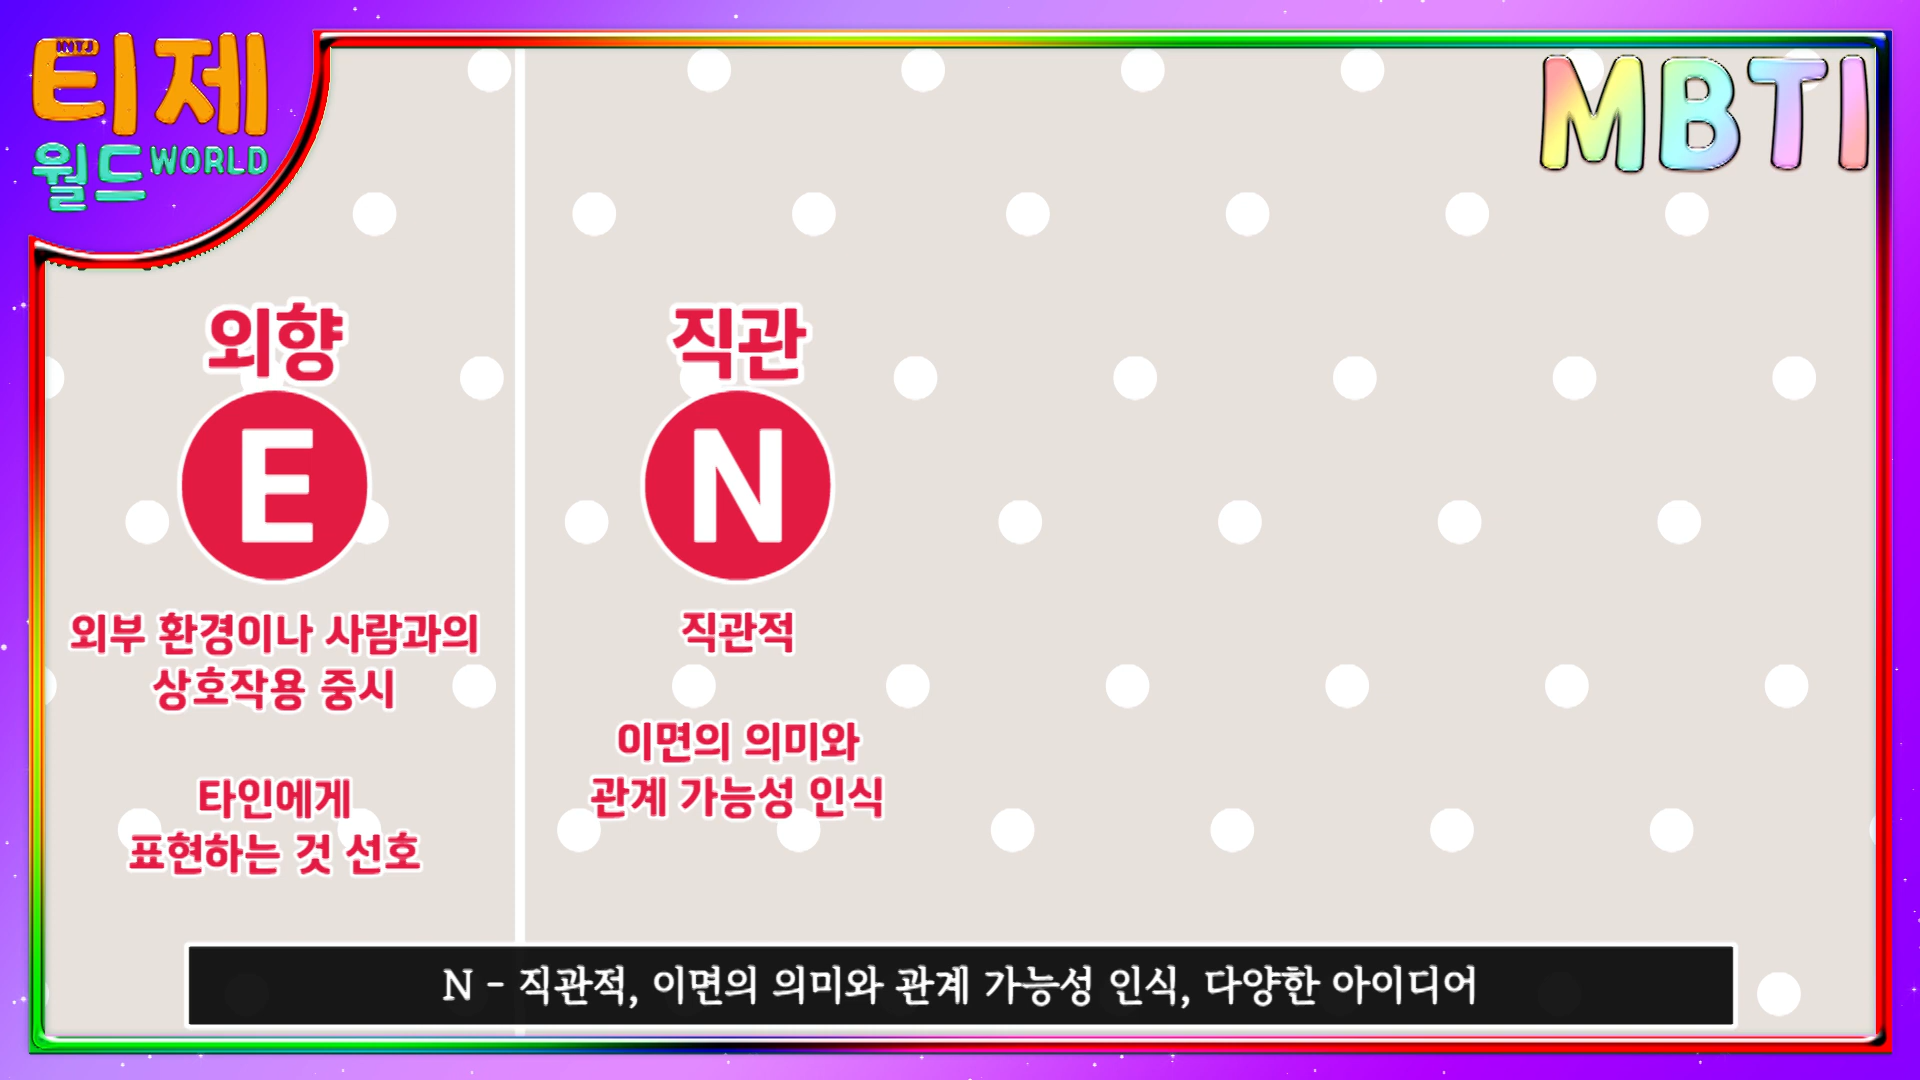 INTJ
티제
월드 WORLD
MBTI
외향
E
외부 환경이나 사람과의
상호작용 중시
타인에게
표현하는 것 선호
직관
N
직관적
이면의 의미와
관계 가능성 인식
N - 직관적, 이면의 의미와 관계 가능성 인식, 다양한 아이디어